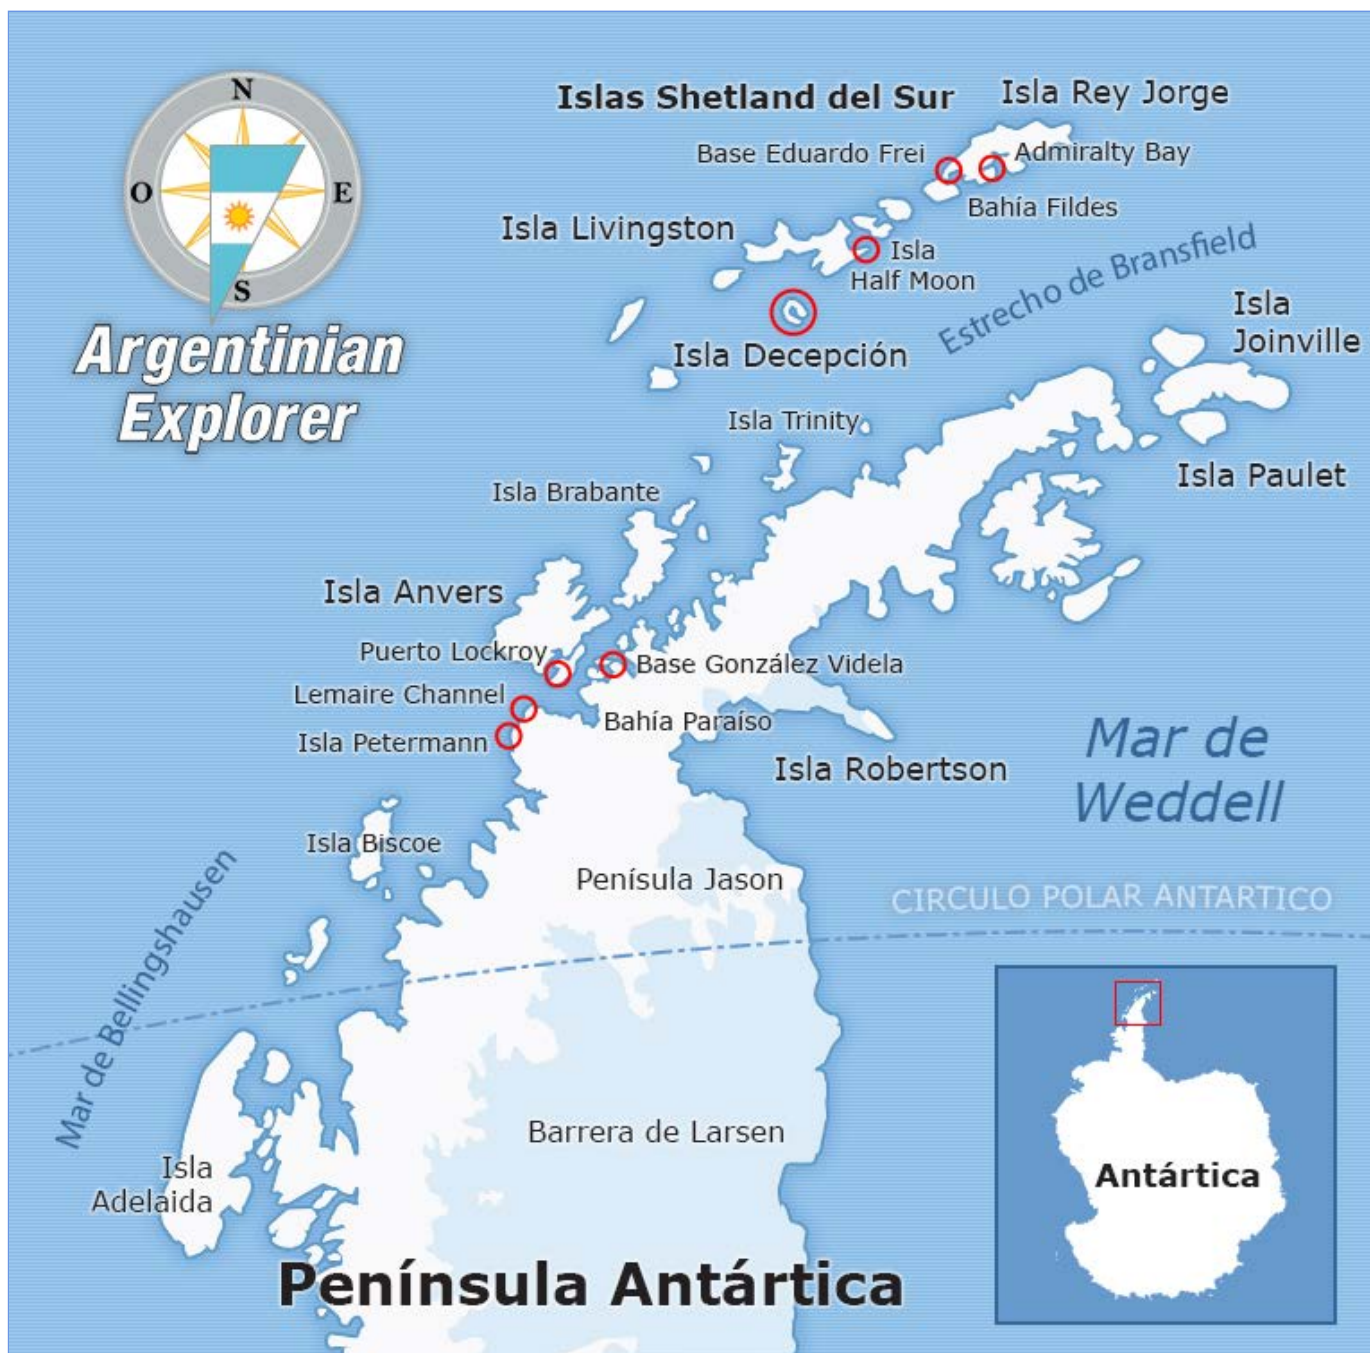 N
O
E
S
Argentinian
Explorer
Islas Shetland del Sur
Isla Rey Jorge
Base Eduardo Frei
Admiralty Bay
Bahía Fildes
Isla Livingston
Isla
Half Moon
Estrecho de Bransfield
Isla Decepción
Isla
Joinville
Isla Trinity
Isla Paulet
Isla Brabante
Isla Anvers
Puerto Lockroy
Base González Videla
Lemaire Channel
Bahía Paraíso
Isla Petermann
Isla Robertson
Mar de
Weddell
Isla Biscoe
Penísula Jason
CIRCULO POLAR ANTARTICO
Mar de Bellingshausen
Barrera de Larsen
Isla
Adelaida
Antártica
Península Antártica